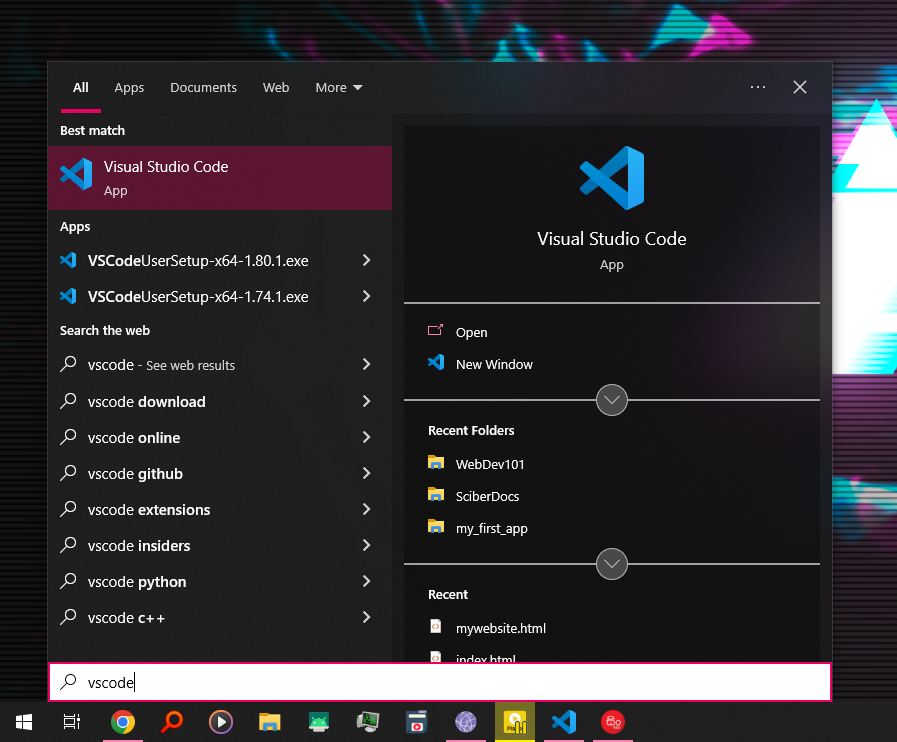 All Apps Documents Web More
Best match
Visual Studio Code
App
Apps
VSCodeUserSetup-x64-1.80.1.exe
VSCodeUserSetup-x64-1.74.1.exe
Search the web
vscode - See web results
vscode download
vscode online
vscode github
vscode extensions
vscode insiders
vscode python
vscode c++
Visual Studio Code
App
Open
New Window
Recent Folders
WebDev101
SciberDocs
my_first_app
Recent
mywebsite.html
index.html
vscode